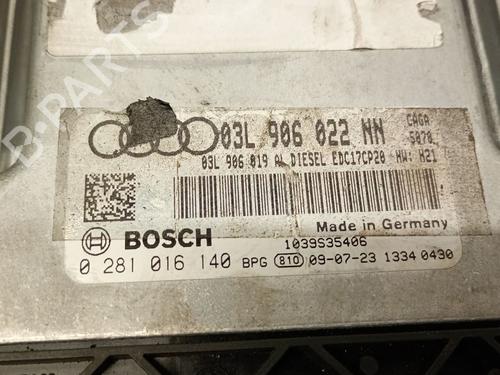 B-PARTS
03L 906 022 NN
CAGA
5070
03L 906 019 AL DIESEL EDC17CP20 HW: H21
Made in Germany
BOSCH
1039S35406
0 281 016 140 BPG 810 09-07-23 1334 0430